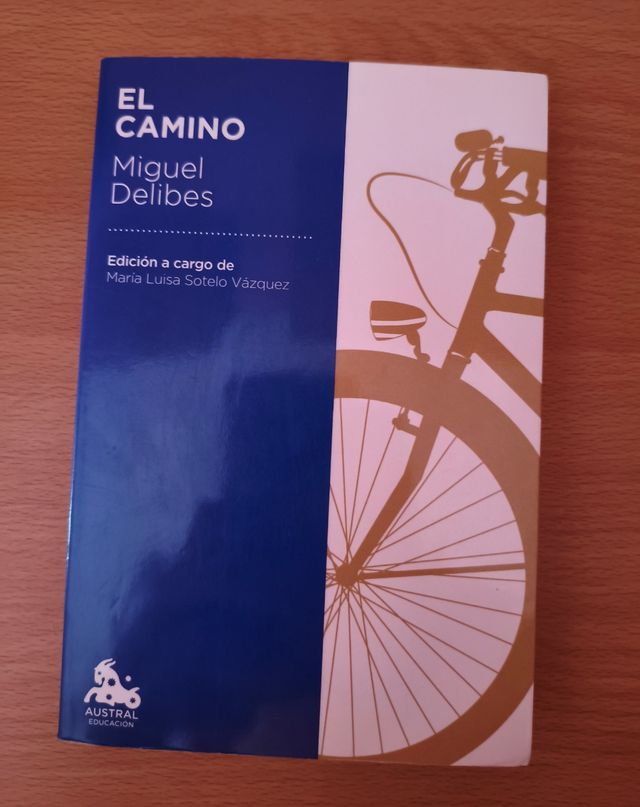 EL
CAMINO
Miguel
Delibes
Edición a cargo de
María Luisa Sotelo Vázquez
AUSTRAL
EDUCACIÓN